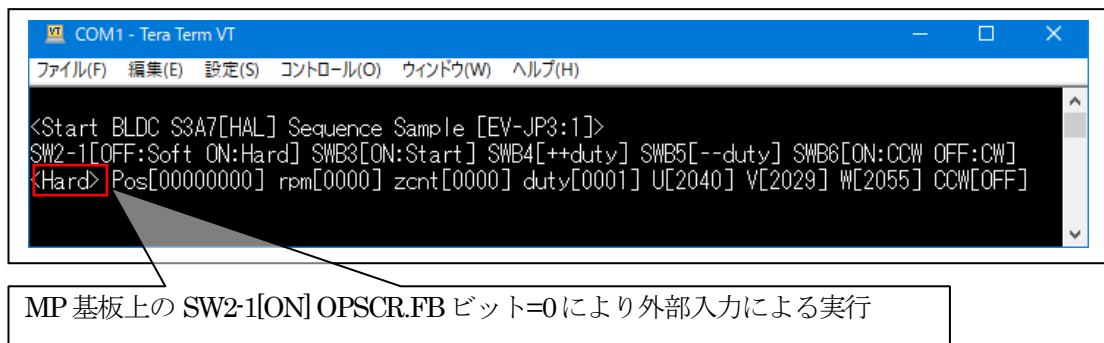 COM1 - Tera Term VT
ファイル(F) 編集(E) 設定(S) コントロール(O) ウィンドウ(W) ヘルプ(H)
<Start BLDC S3A7[HAL] Sequence Sample [EV-JP3:1]>
SW2-1[OFF:Soft ON:Hard] SWB3[ON:Start] SWB4[++duty] SWB5[--duty] SWB6[ON:CCW OFF:CW]
<Hard> Pos[00000000] rpm[0000] zcnt[0000] duty[0001] U[2040] V[2029] W[2055] CCW[OFF]
MP 基板上の SW2-1[ON] OPSCR.FB ビット=0 により外部入力による実行